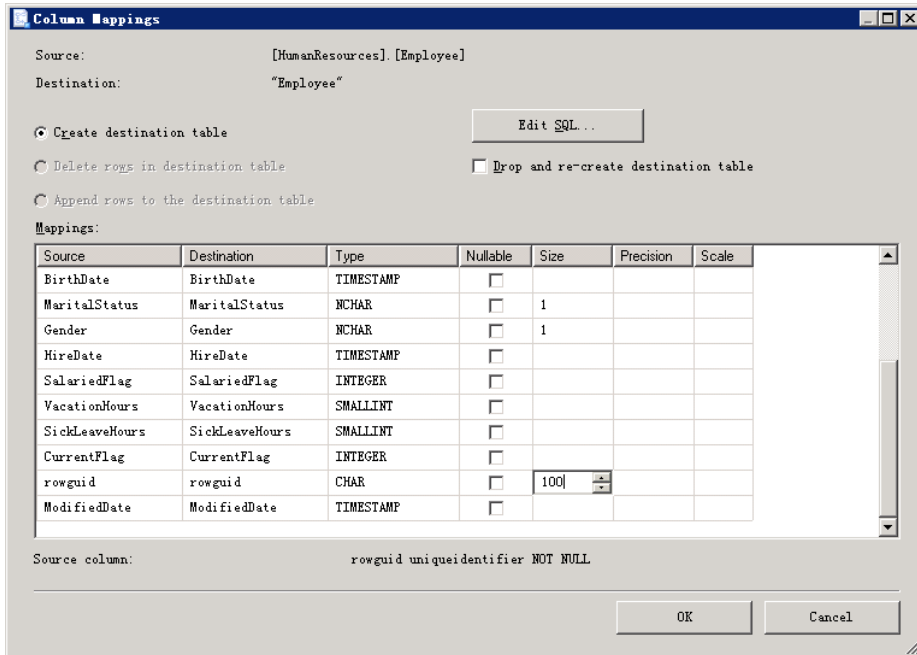 Column Mappings
Source: [HumanResources].[Employee]
Destination: "Employee"
Create destination table
Edit SQL...
Delete rows in destination table
Drop and re-create destination table
Append rows to the destination table
Mappings:
Source Destination Type Nullable Size Precision Scale
BirthDate BirthDate TIMESTAMP
MaritalStatus MaritalStatus NCHAR 1
Gender Gender NCHAR 1
HireDate HireDate TIMESTAMP
SalariedFlag SalariedFlag INTEGER
VacationHours VacationHours SMALLINT
SickLeaveHours SickLeaveHours SMALLINT
CurrentFlag CurrentFlag INTEGER
rowguid rowguid CHAR 100
ModifiedDate ModifiedDate TIMESTAMP
Source column: rowguid uniqueidentifier NOT NULL
OK Cancel